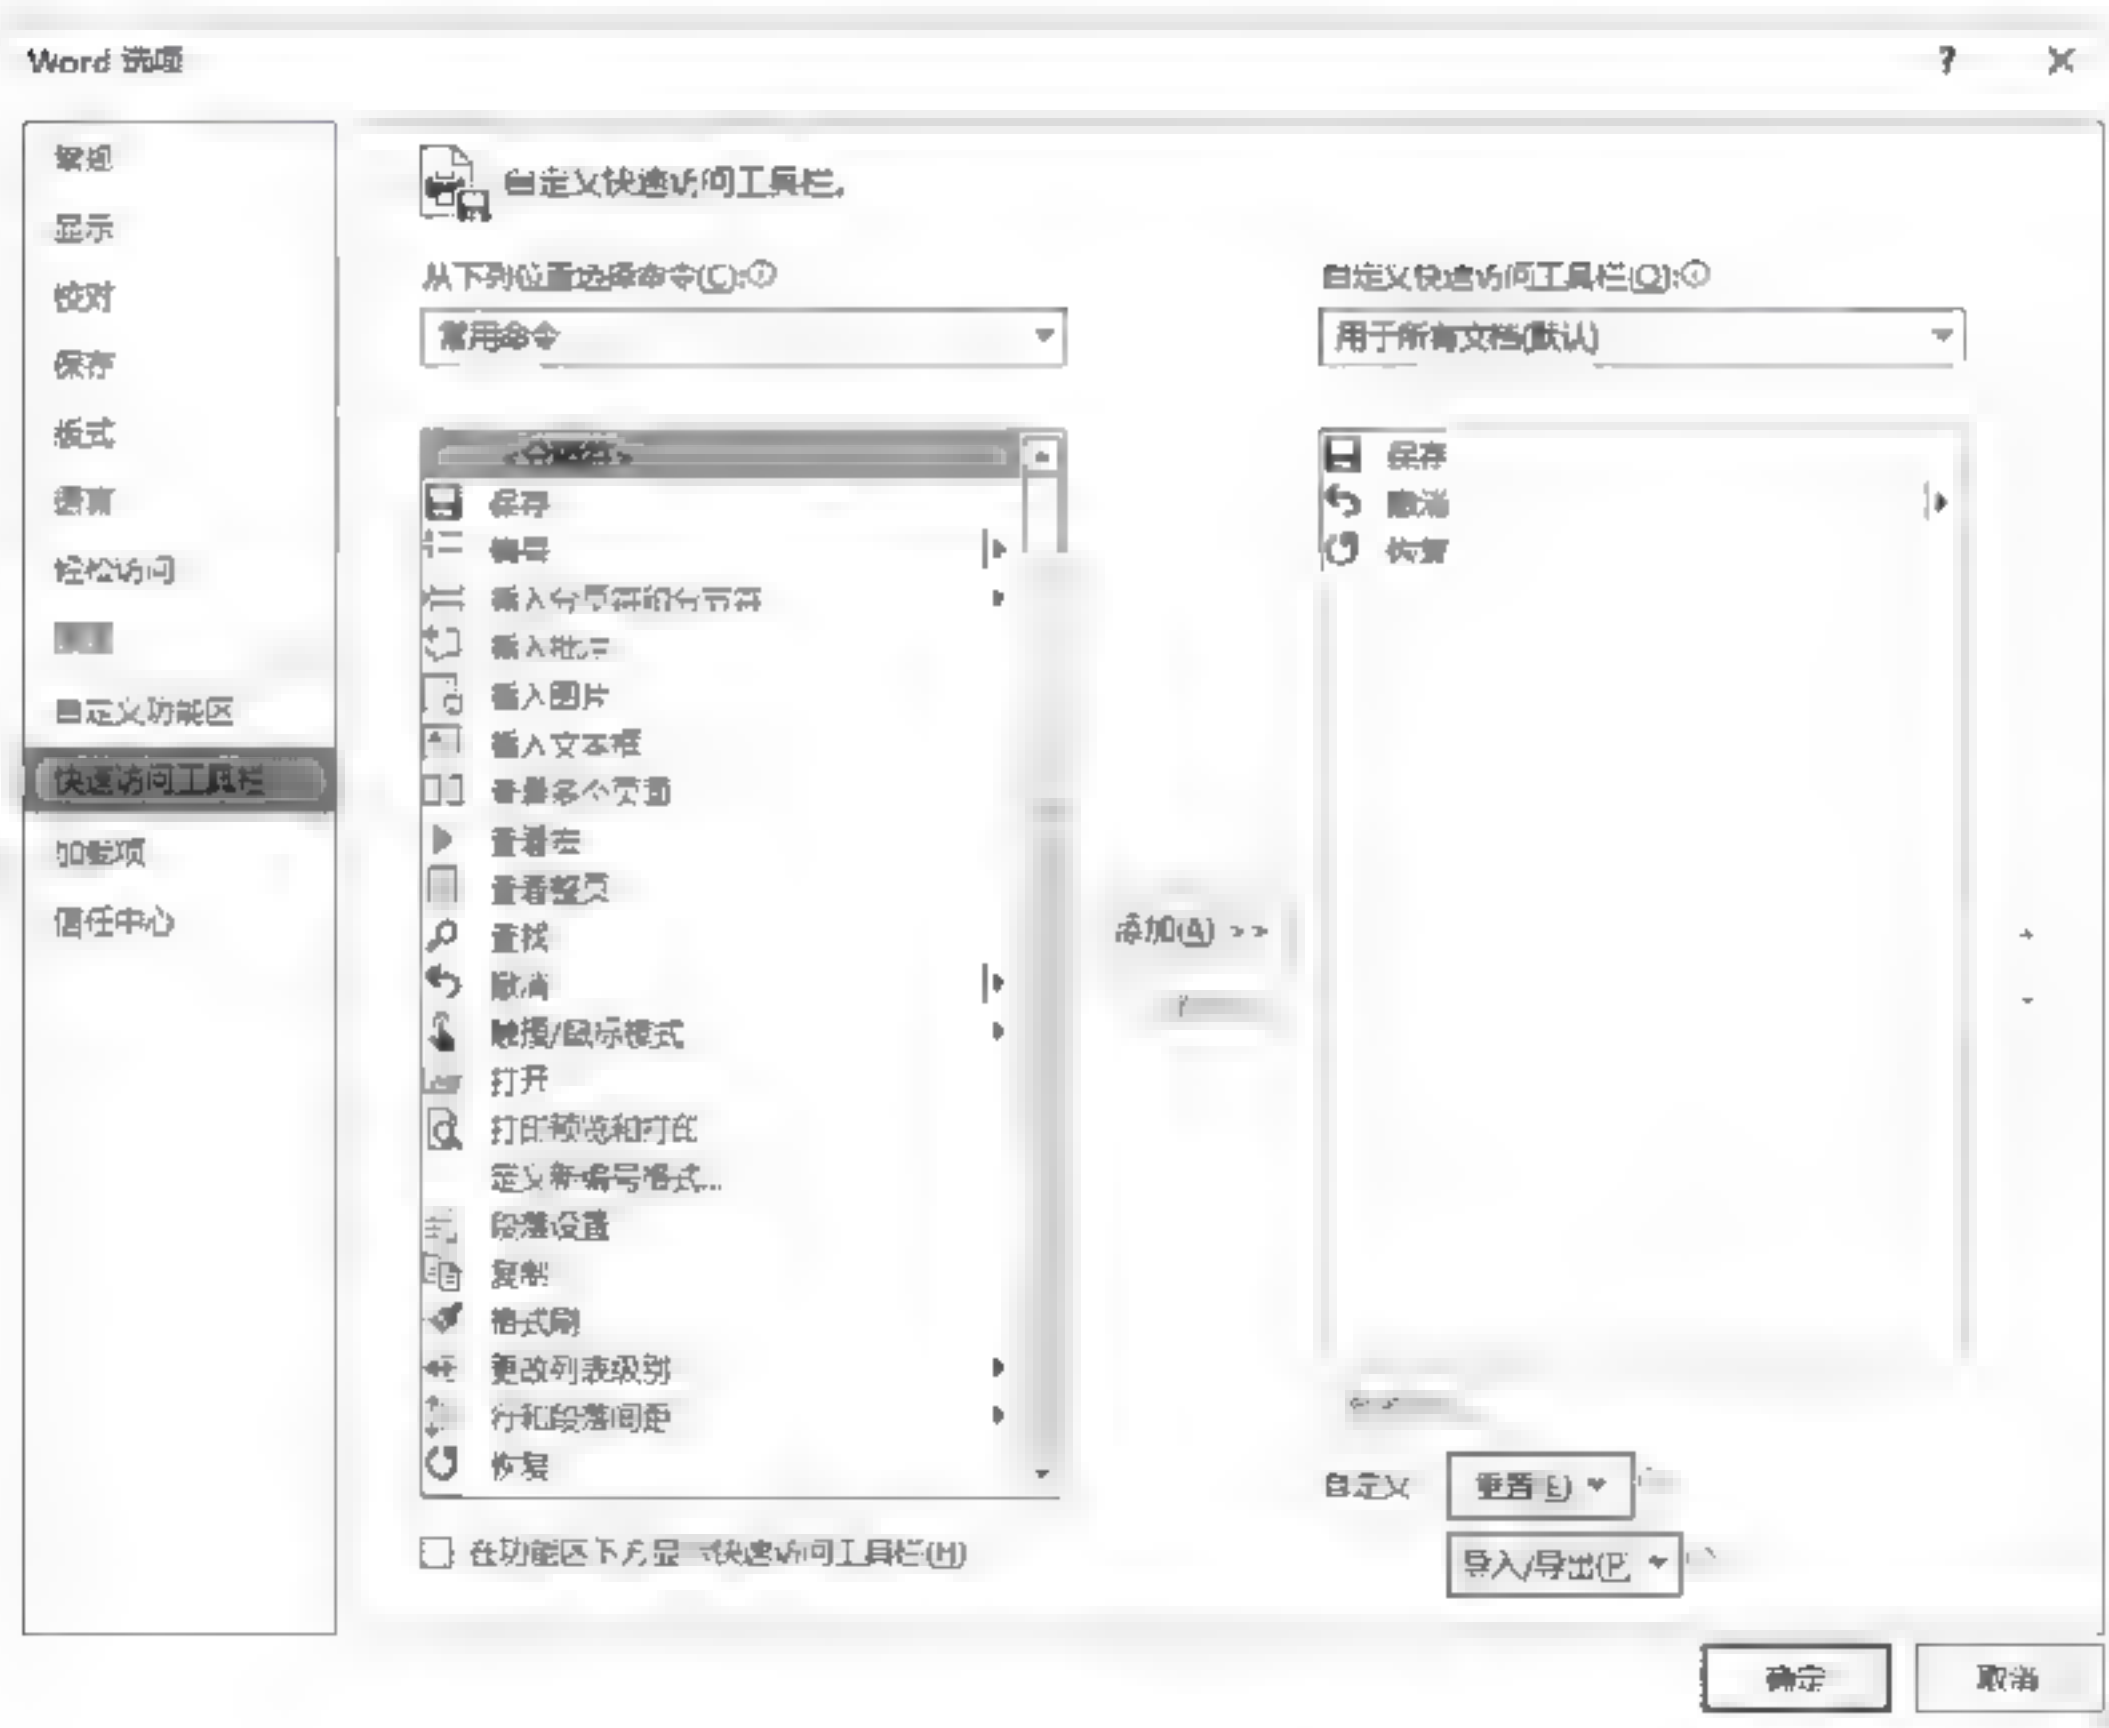 Word 选项
?
常规
显示
校对
保存
板式
语言
轻松访问
自定义功能区
快速访问工具栏
加载项
信任中心
自定义快速访问工具栏。
从下列位置选择命令(C):
常用命令
<分隔符>
保存
编号
插入分页符和分节符
插入批注
插入图片
插入文本框
查看多个页面
查看宏
查看整页
查找
撤消
触摸/鼠标模式
打开
打印预览和打印
定义新编号格式...
段落设置
复制
格式刷
更改列表级别
行和段落间距
恢复
在功能区下方显示快速访问工具栏(H)
添加(A) >>
自定义快速访问工具栏(Q):
用于所有文档(默认)
保存
撤消
恢复
自定义
重置(E)
导入/导出(P)
确定
取消